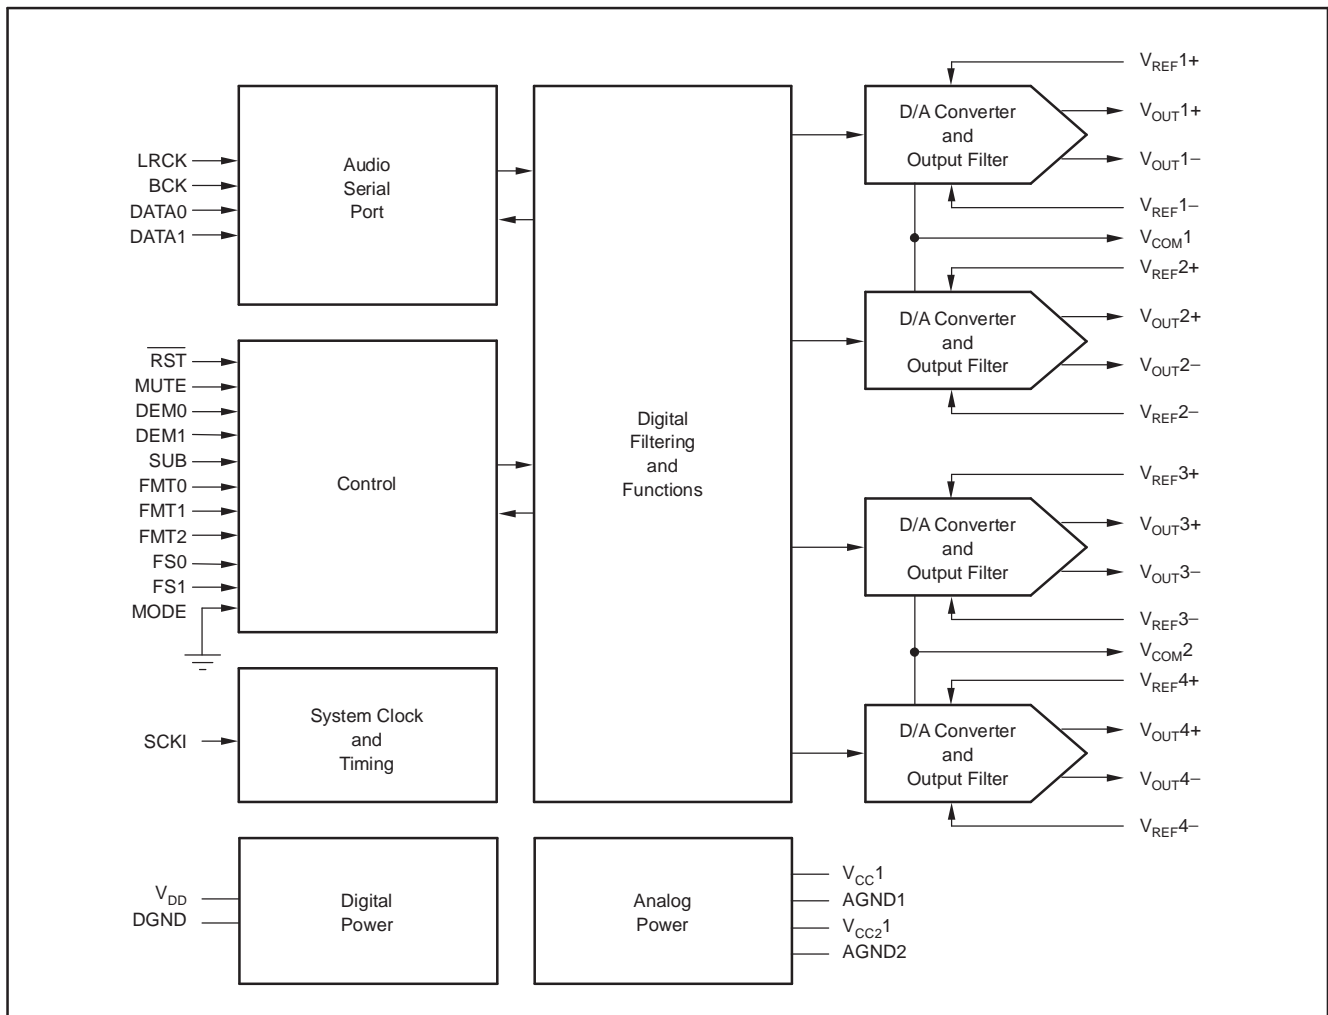 LRCK
BCK
DATA0
DATA1
Audio
Serial
Port
RST
MUTE
DEM0
DEM1
SUB
FMT0
FMT1
FMT2
FS0
FS1
MODE
Control
SCKI
System Clock
and
Timing
VDD
DGND
Digital
Power
Digital
Filtering
and
Functions
Analog
Power
VCC1
AGND1
VCC21
AGND2
D/A Converter
and
Output Filter
VREF1+
VOUT1+
VOUT1−
VREF1−
VCOM1
D/A Converter
and
Output Filter
VREF2+
VOUT2+
VOUT2−
VREF2−
D/A Converter
and
Output Filter
VREF3+
VOUT3+
VOUT3−
VREF3−
VCOM2
D/A Converter
and
Output Filter
VREF4+
VOUT4+
VOUT4−
VREF4−